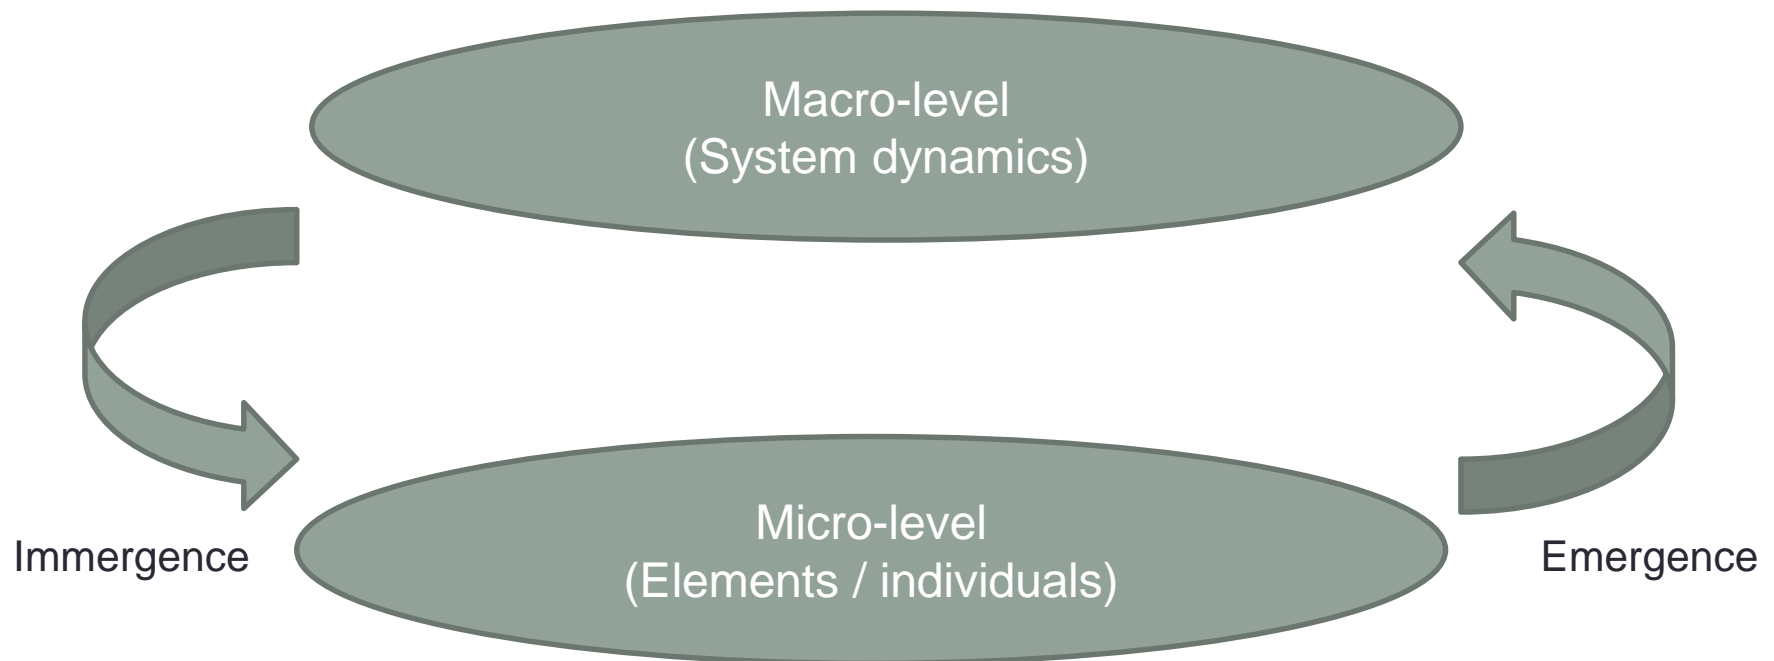 Macro-level
(System dynamics)
Micro-level
(Elements / individuals)
Immergence
Emergence